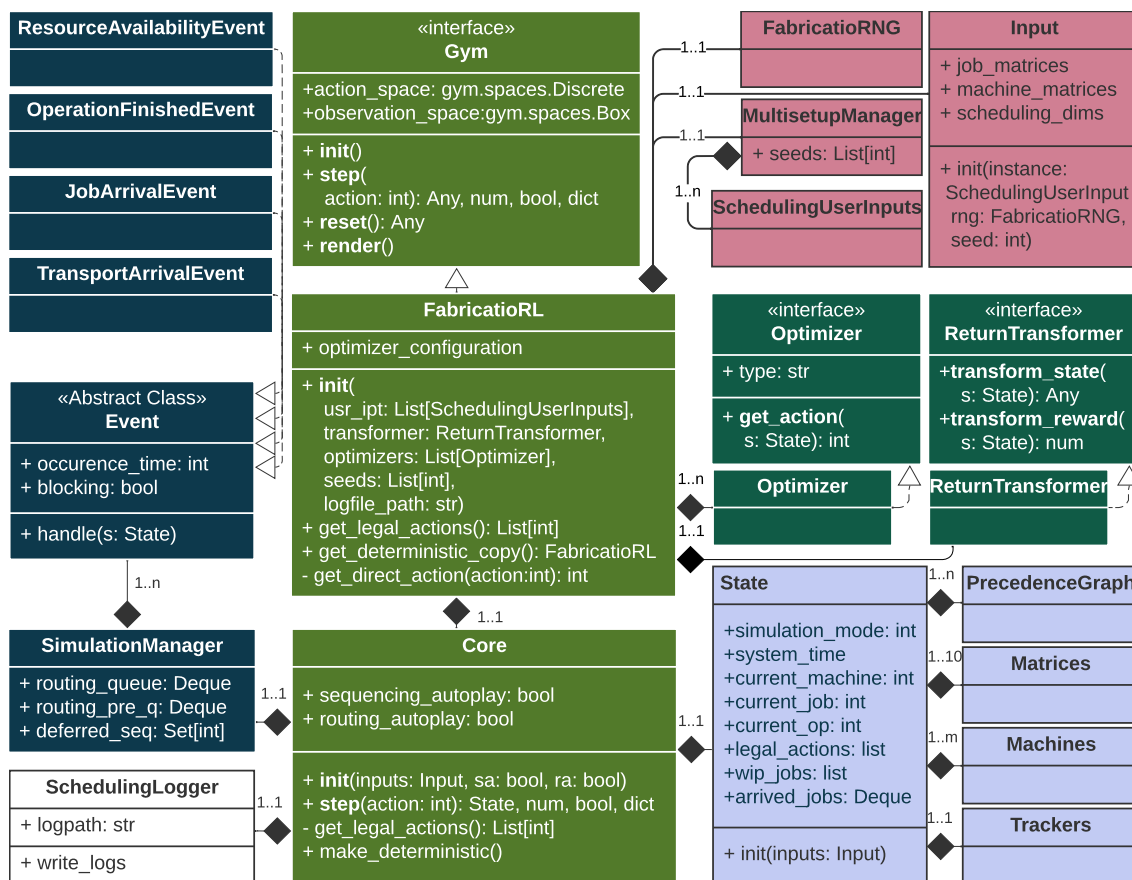 ResourceAvailabilityEvent
OperationFinishedEvent
JobArrivalEvent
TransportArrivalEvent
«Abstract Class»
Event
+ occurence_time: int
+ blocking: bool
+ handle(s: State)
1..n
SimulationManager
+ routing_queue: Deque
+ routing_pre_q: Deque
+ deferred_seq: Set[int]
1..1
SchedulingLogger
+ logpath: str
+ write_logs
1..1
«interface»
Gym
+action_space: gym.spaces.Discrete
+observation_space:gym.spaces.Box
+ init()
+ step(
action: int): Any, num, bool, dict
+ reset(): Any
+ render()
FabricatioRL
+ optimizer_configuration
+ init(
usr_ipt: List[SchedulingUserInputs],
transformer: ReturnTransformer,
optimizers: List[Optimizer],
seeds: List[int],
logfile_path: str)
+ get_legal_actions(): List[int]
+ get_deterministic_copy(): FabricatioRL
- get_direct_action(action:int): int
1..1
Core
+ sequencing_autoplay: bool
+ routing_autoplay: bool
+ init(inputs: Input, sa: bool, ra: bool)
+ step(action: int): State, num, bool, dict
- get_legal_actions(): List[int]
+ make_deterministic()
1..1
1..1
1..1
FabricatioRNG
MultisetupManager
+ seeds: List[int]
1..n
SchedulingUserInputs
Input
+ job_matrices
+ machine_matrices
+ scheduling_dims
+ init(instance:
SchedulingUserInput
rng: FabricatioRNG,
seed: int)
«interface»
Optimizer
+ type: str
+ get_action(
s: State): int
«interface»
ReturnTransformer
+transform_state(
s: State): Any
+transform_reward(
s: State): num
1..n
Optimizer
ReturnTransformer
1..1
1..1
State
+simulation_mode: int
+system_time
+current_machine: int
+current_job: int
+current_op: int
+legal_actions: list
+wip_jobs: list
+arrived_jobs: Deque
+ init(inputs: Input)
1..n
PrecedenceGraph
1..10
Matrices
1..m
Machines
1..1
Trackers